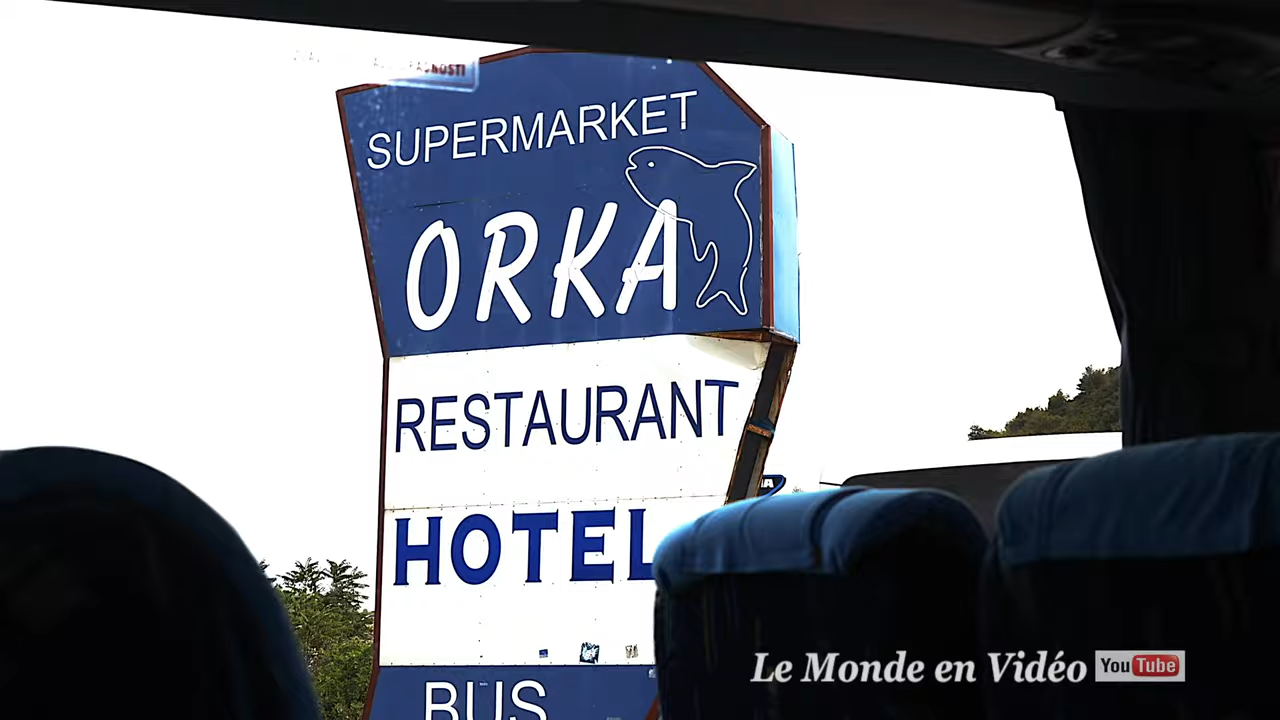 SUPERMARKET
ORKA
RESTAURANT
HOTEL
BUS
Le Monde en Vidéo YouTube